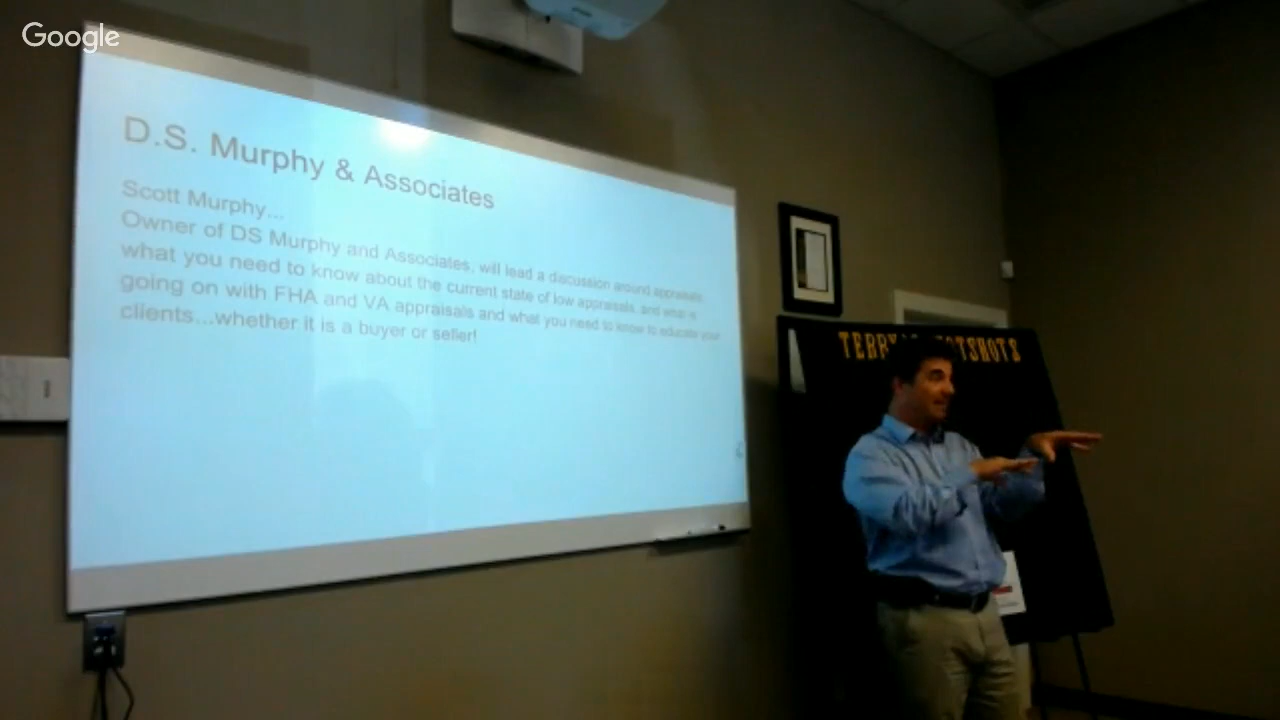 Google
D.S. Murphy & Associates
Scott Murphy...
Owner of DS Murphy and Associates, will lead a discussion around appraisals,
what you need to know about the current state of low appraisals, and what is
going on with FHA and VA appraisals and what you need to know to educate your
clients...whether it is a buyer or seller!